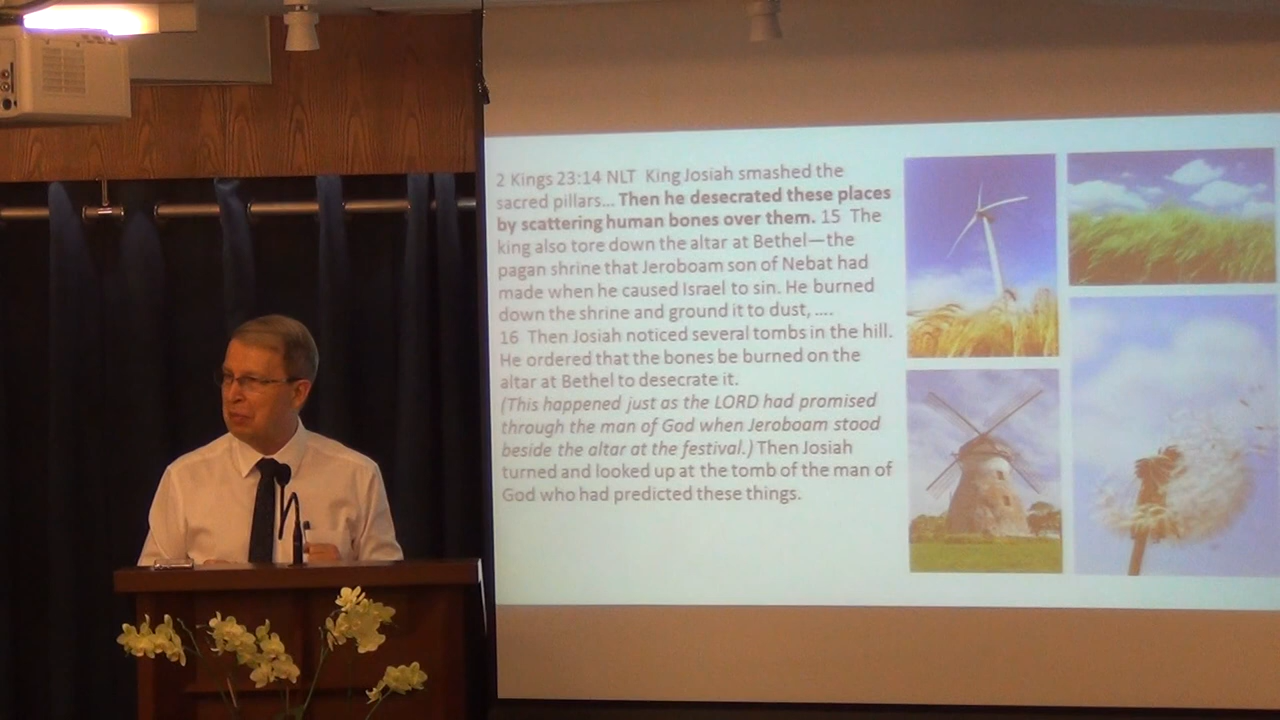 2 Kings 23:14 NLT King Josiah smashed the
sacred pillars... Then he desecrated these places
by scattering human bones over them. 15 The
king also tore down the altar at Bethel—the
pagan shrine that Jeroboam son of Nebat had
made when he caused Israel to sin. He burned
down the shrine and ground it to dust, ....
16 Then Josiah noticed several tombs in the hill.
He ordered that the bones be burned on the
altar at Bethel to desecrate it.
(This happened just as the LORD had promised
through the man of God when Jeroboam stood
beside the altar at the festival.) Then Josiah
turned and looked up at the tomb of the man of
God who had predicted these things.